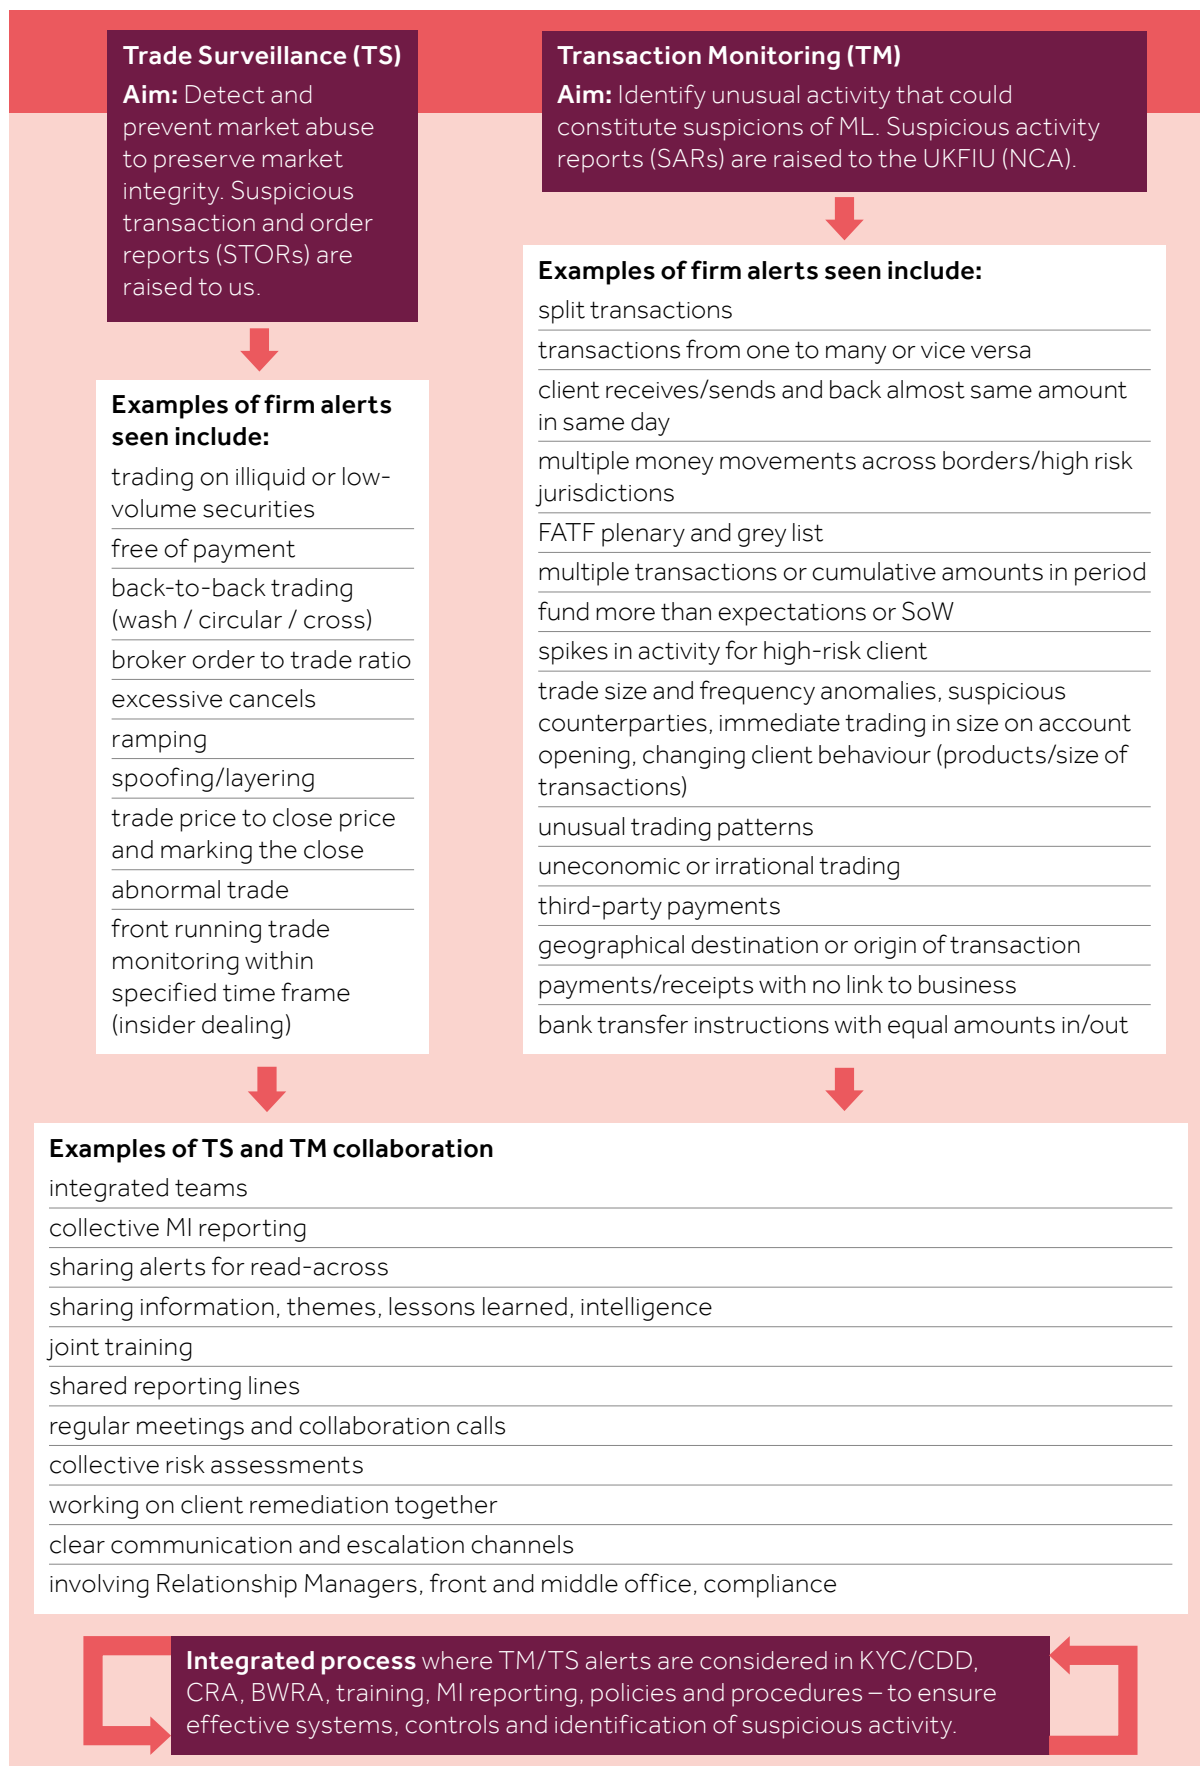 Trade Surveillance (TS)
Aim: Detect and
prevent market abuse
to preserve market
integrity. Suspicious
transaction and order
reports (STORs) are
raised to us.
Examples of firm alerts
seen include:
trading on illiquid or low-
volume securities
free of payment
back-to-back trading
(wash / circular / cross)
broker order to trade ratio
excessive cancels
ramping
spoofing/layering
trade price to close price
and marking the close
abnormal trade
front running trade
monitoring within
specified time frame
(insider dealing)
Transaction Monitoring (TM)
Aim: Identify unusual activity that could
constitute suspicions of ML. Suspicious activity
reports (SARs) are raised to the UKFIU (NCA).
Examples of firm alerts seen include:
split transactions
transactions from one to many or vice versa
client receives/sends and back almost same amount
in same day
multiple money movements across borders/high risk
jurisdictions
FATF plenary and grey list
multiple transactions or cumulative amounts in period
fund more than expectations or SoW
spikes in activity for high-risk client
trade size and frequency anomalies, suspicious
counterparties, immediate trading in size on account
opening, changing client behaviour (products/size of
transactions)
unusual trading patterns
uneconomic or irrational trading
third-party payments
geographical destination or origin of transaction
payments/receipts with no link to business
bank transfer instructions with equal amounts in/out
Examples of TS and TM collaboration
integrated teams
collective MI reporting
sharing alerts for read-across
sharing information, themes, lessons learned, intelligence
joint training
shared reporting lines
regular meetings and collaboration calls
collective risk assessments
working on client remediation together
clear communication and escalation channels
involving Relationship Managers, front and middle office, compliance
Integrated process where TM/TS alerts are considered in KYC/CDD,
CRA, BWRA, training, MI reporting, policies and procedures – to ensure
effective systems, controls and identification of suspicious activity.